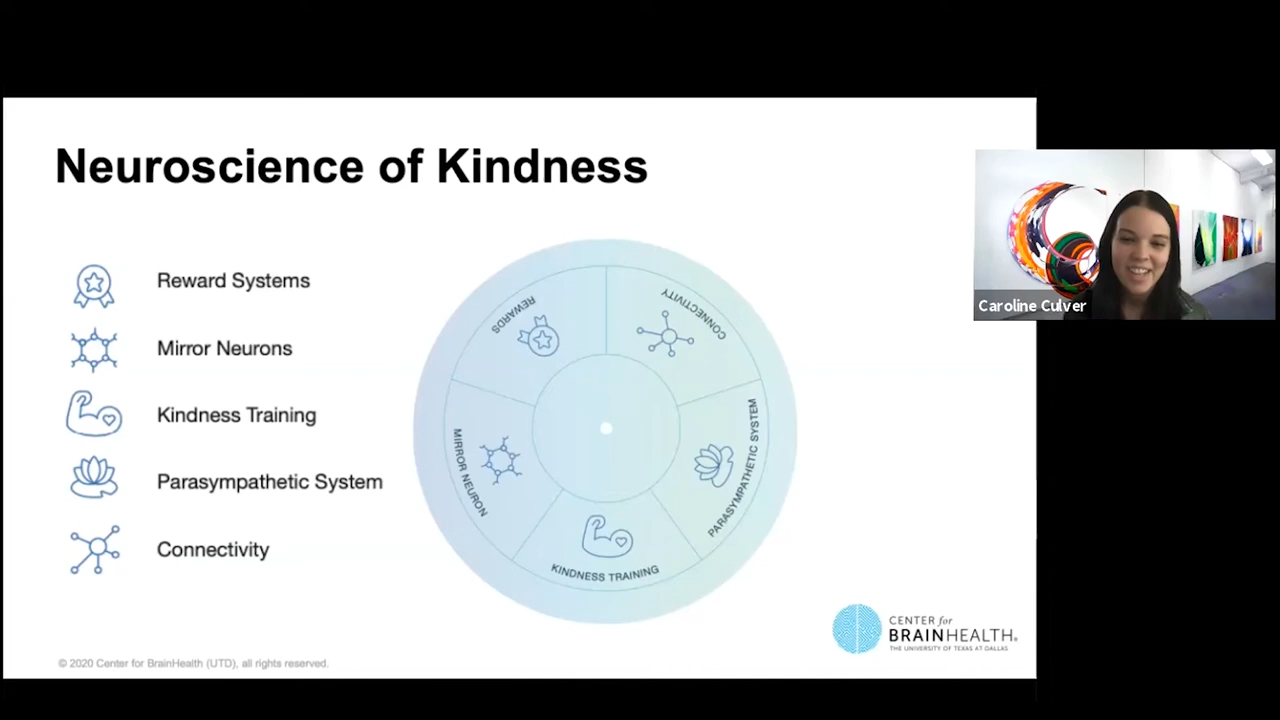 Neuroscience of Kindness
Reward Systems
Mirror Neurons
Kindness Training
Parasympathetic System
Connectivity
REWARDS
CONNECTIVITY
MIRROR NEURON
PARASYMPATHETIC SYSTEM
KINDNESS TRAINING
Caroline Culver
CENTER for
BRAINHEALTH®
THE UNIVERSITY OF TEXAS AT DALLAS
© 2020 Center for BrainHealth (UTD), all rights reserved.